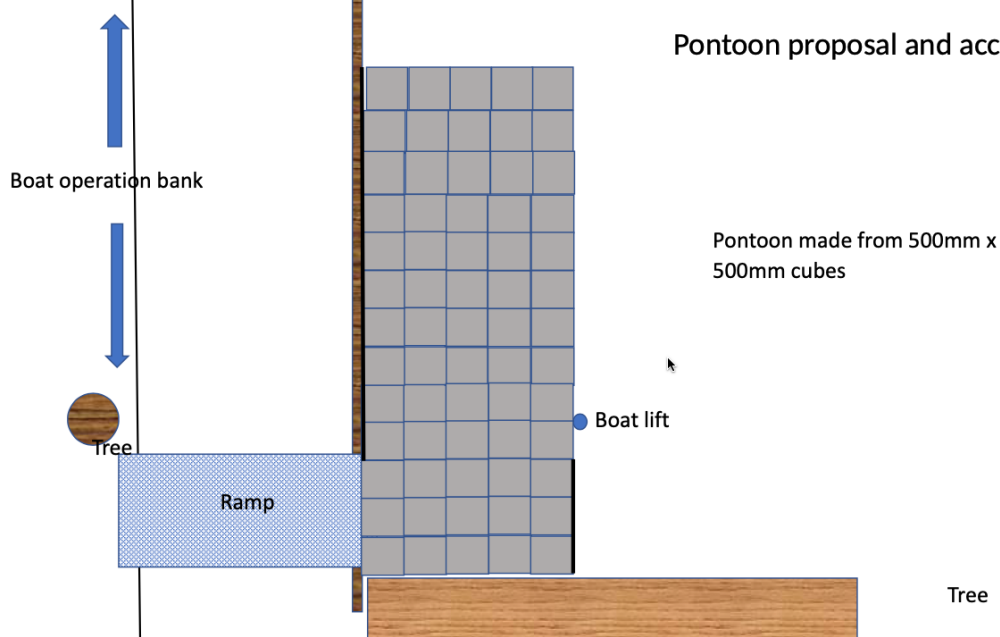 Pontoon proposal and acc
Boat operation bank
Pontoon made from 500mm x
500mm cubes
Boat lift
Tree
Ramp
Tree